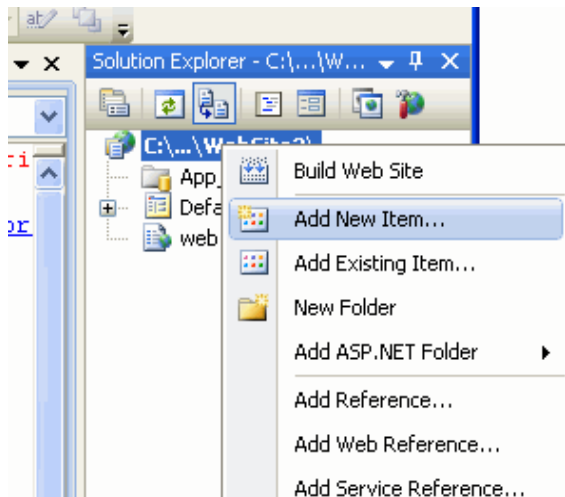 Solution Explorer - C:\...\W...
C:\...\WebSite2\
App_
Defa
web
Build Web Site
Add New Item...
Add Existing Item...
New Folder
Add ASP.NET Folder
Add Reference...
Add Web Reference...
Add Service Reference...